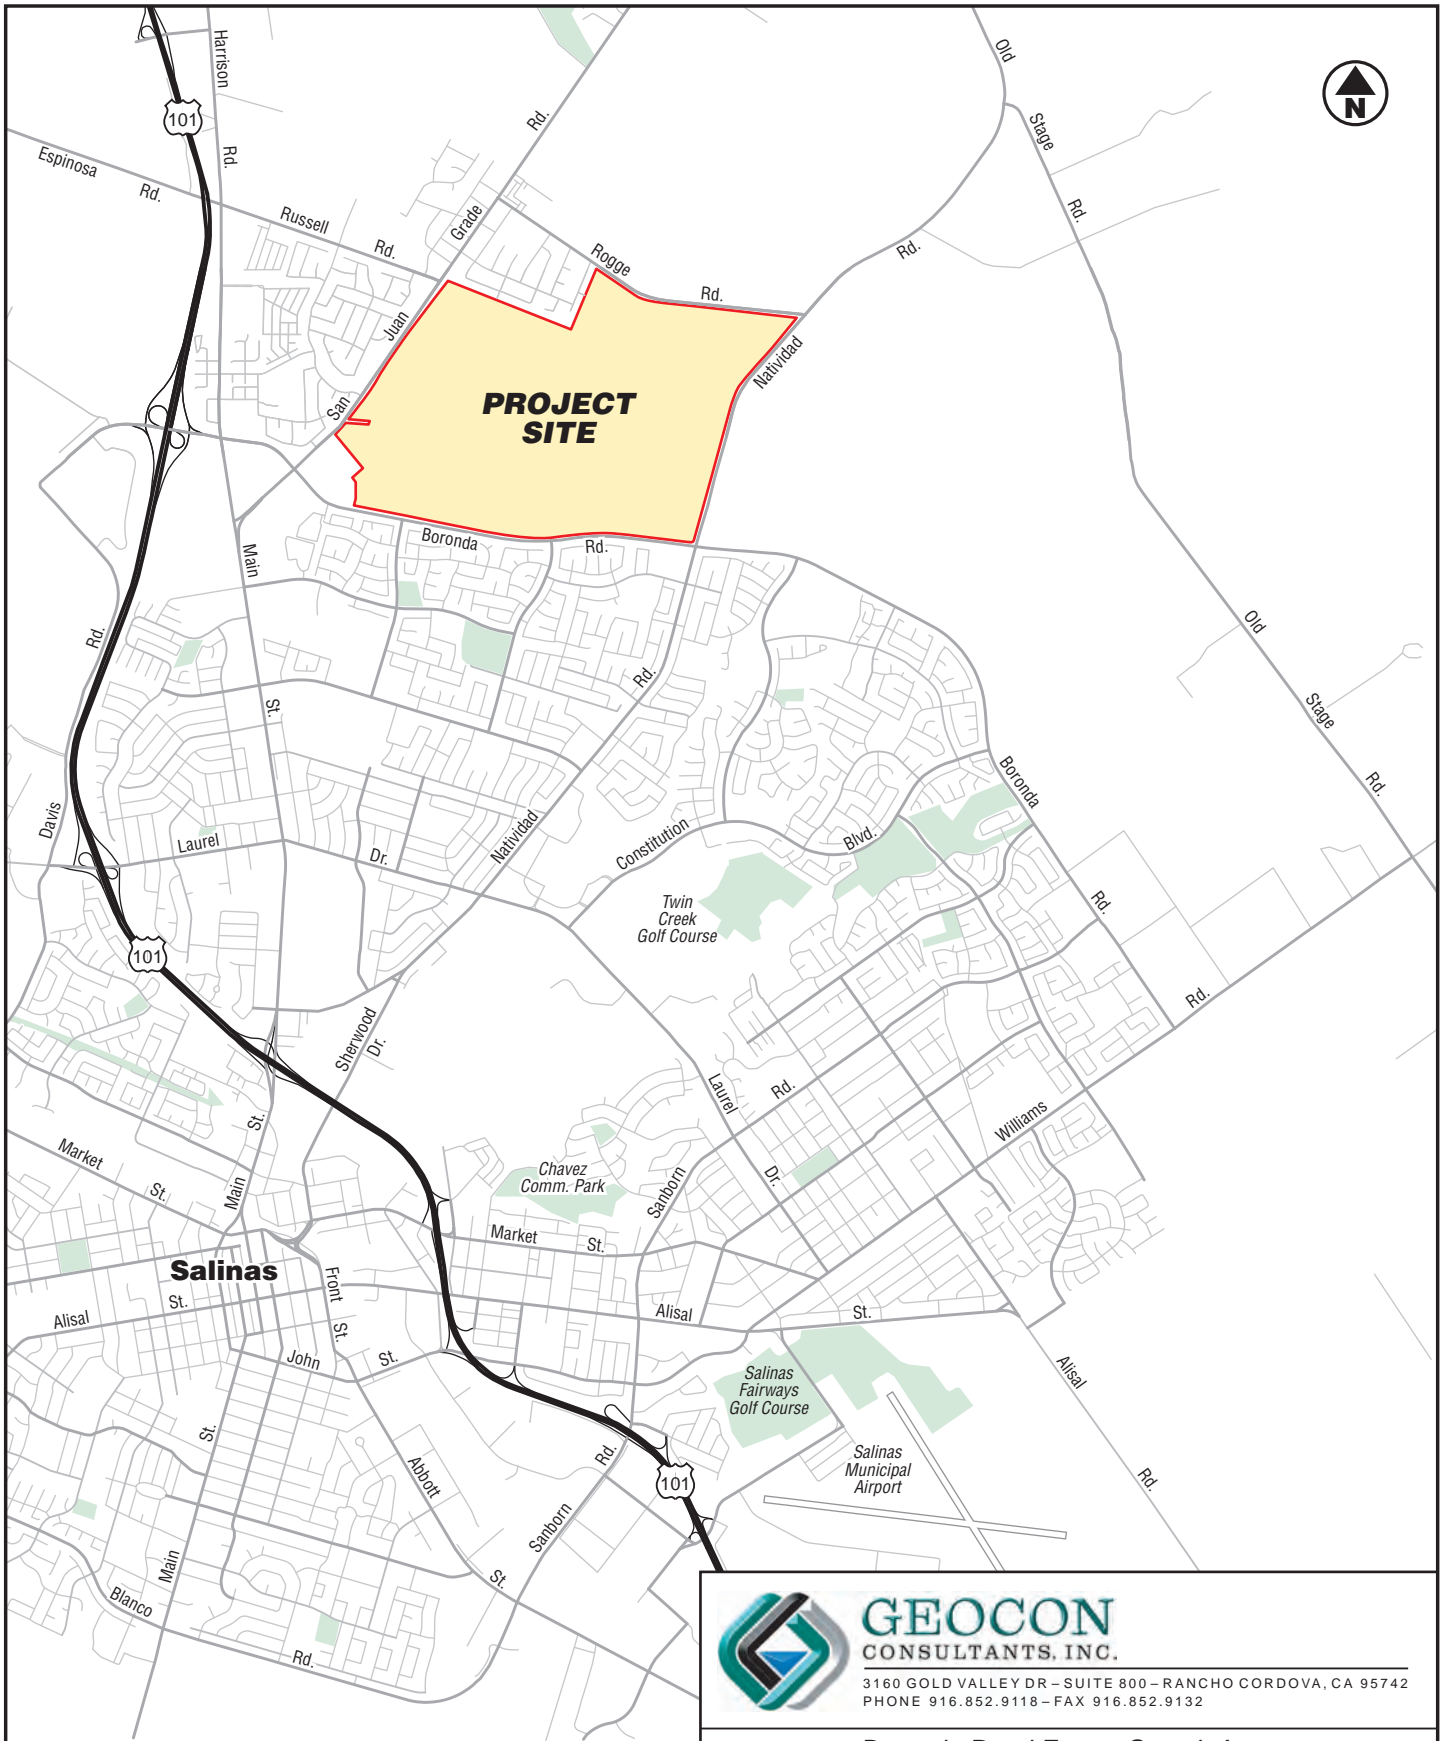 Old
Harrison
101
N
Rd.
Stage
Rd.
Espinosa
Rd.
Rd.
Russell
Grade
Rd.
Rogge
Rd.
Rd.
Juan
Natividad
San
PROJECT
SITE
Boronda
Rd.
Main
Old
Rd.
Rd.
St.
Stage
Boronda
Rd.
Davis
Laurel
Dr.
Natividad
Constitution
Blvd.
Twin
Creek
Golf Course
Rd.
101
Rd.
Sherwood
Dr.
Laurel
Rd.
St.
Williams
Market
St.
Main
Chavez
Comm. Park
Sanborn
Dr.
Market
St.
Salinas
Front
St.
Alisal
St.
Alisal
St.
John
St.
Salinas
Fairways
Golf Course
Alisal
St.
Abbott
Rd.
Salinas
Municipal
Airport
101
Rd.
Sanborn
Main
St.
Blanco
Rd.
GEOCON
CONSULTANTS, INC.
3160 GOLD VALLEY DR – SUITE 800 – RANCHO CORDOVA, CA 95742
PHONE 916.852.9118 – FAX 916.852.9132